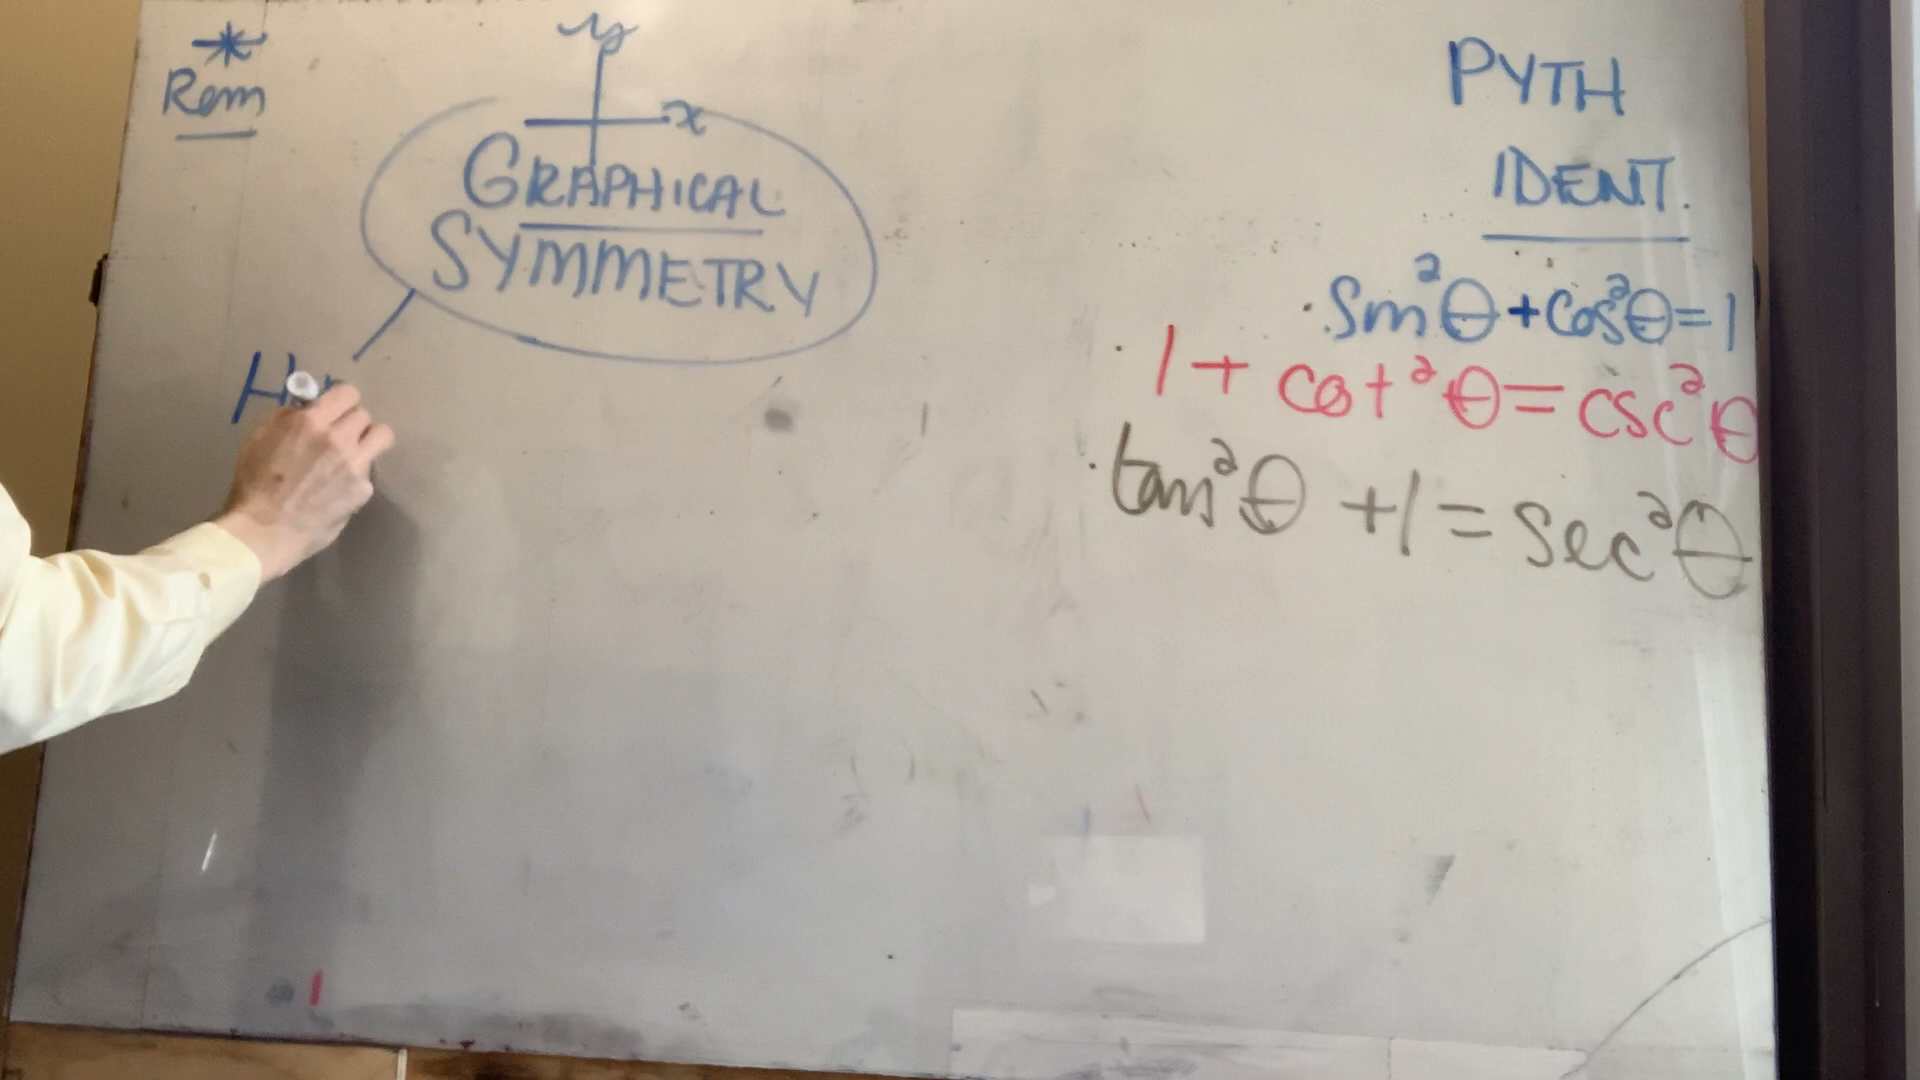 *
Rem
y
x
GRAPHICAL
SYMMETRY
PYTH
IDENT.
sin²θ+cos²θ=1
1+cot²θ=csc²θ
tan²θ+1=sec²θ